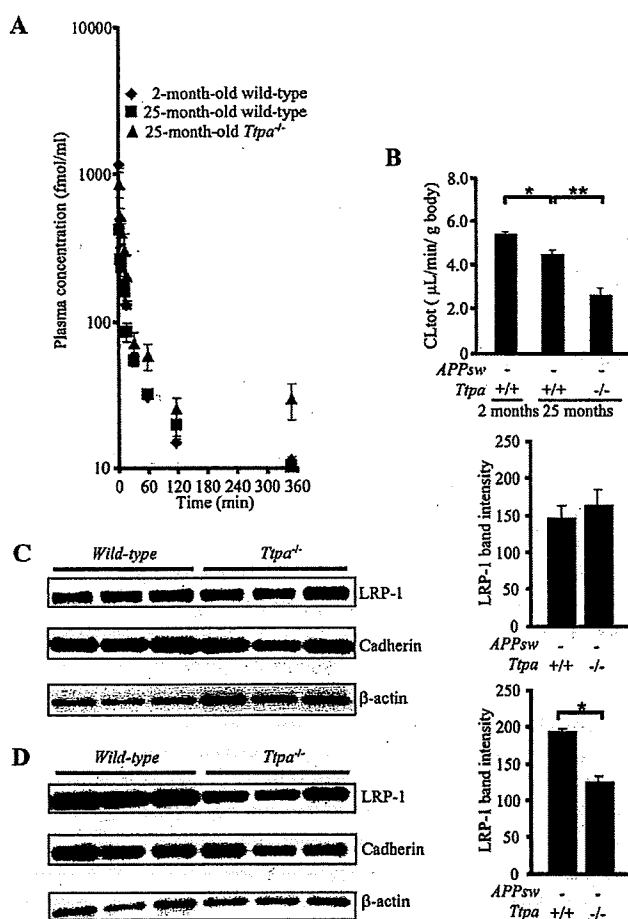 A
Plasma concentration (fmol/ml)
10000
1000
100
10
2-month-old wild-type
25-month-old wild-type
25-month-old Ttpa-/-
0 60 120 180 240 300 360
Time (min)
B
CLtot ( μL/min/ g body)
8.0
6.0
4.0
2.0
0
* **
APPsw - - -
Ttpa +/+ +/+ -/-
2 months 25 months
C
Wild-type Ttpa-/-
LRP-1
Cadherin
β-actin
LRP-1 band intensity
250
200
150
100
50
0
APPsw - -
Ttpa +/+ -/-
D
Wild-type Ttpa-/-
LRP-1
Cadherin
β-actin
LRP-1 band intensity
200
150
100
50
0
*
APPsw - -
Ttpa +/+ -/-